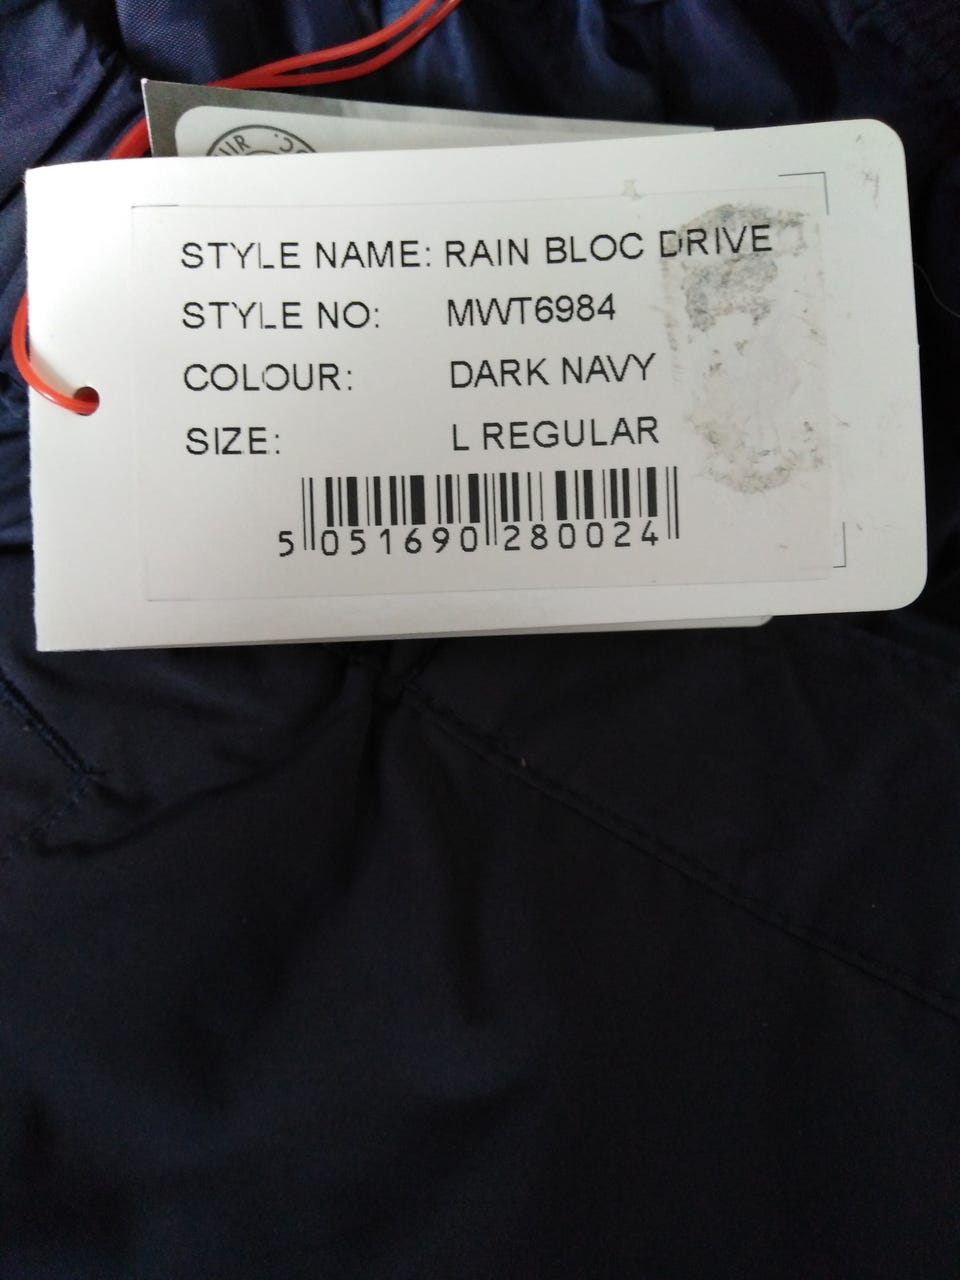 STYLE NAME: RAIN BLOC DRIVE
STYLE NO: MWT6984
COLOUR: DARK NAVY
SIZE: L REGULAR
5 051690 280024